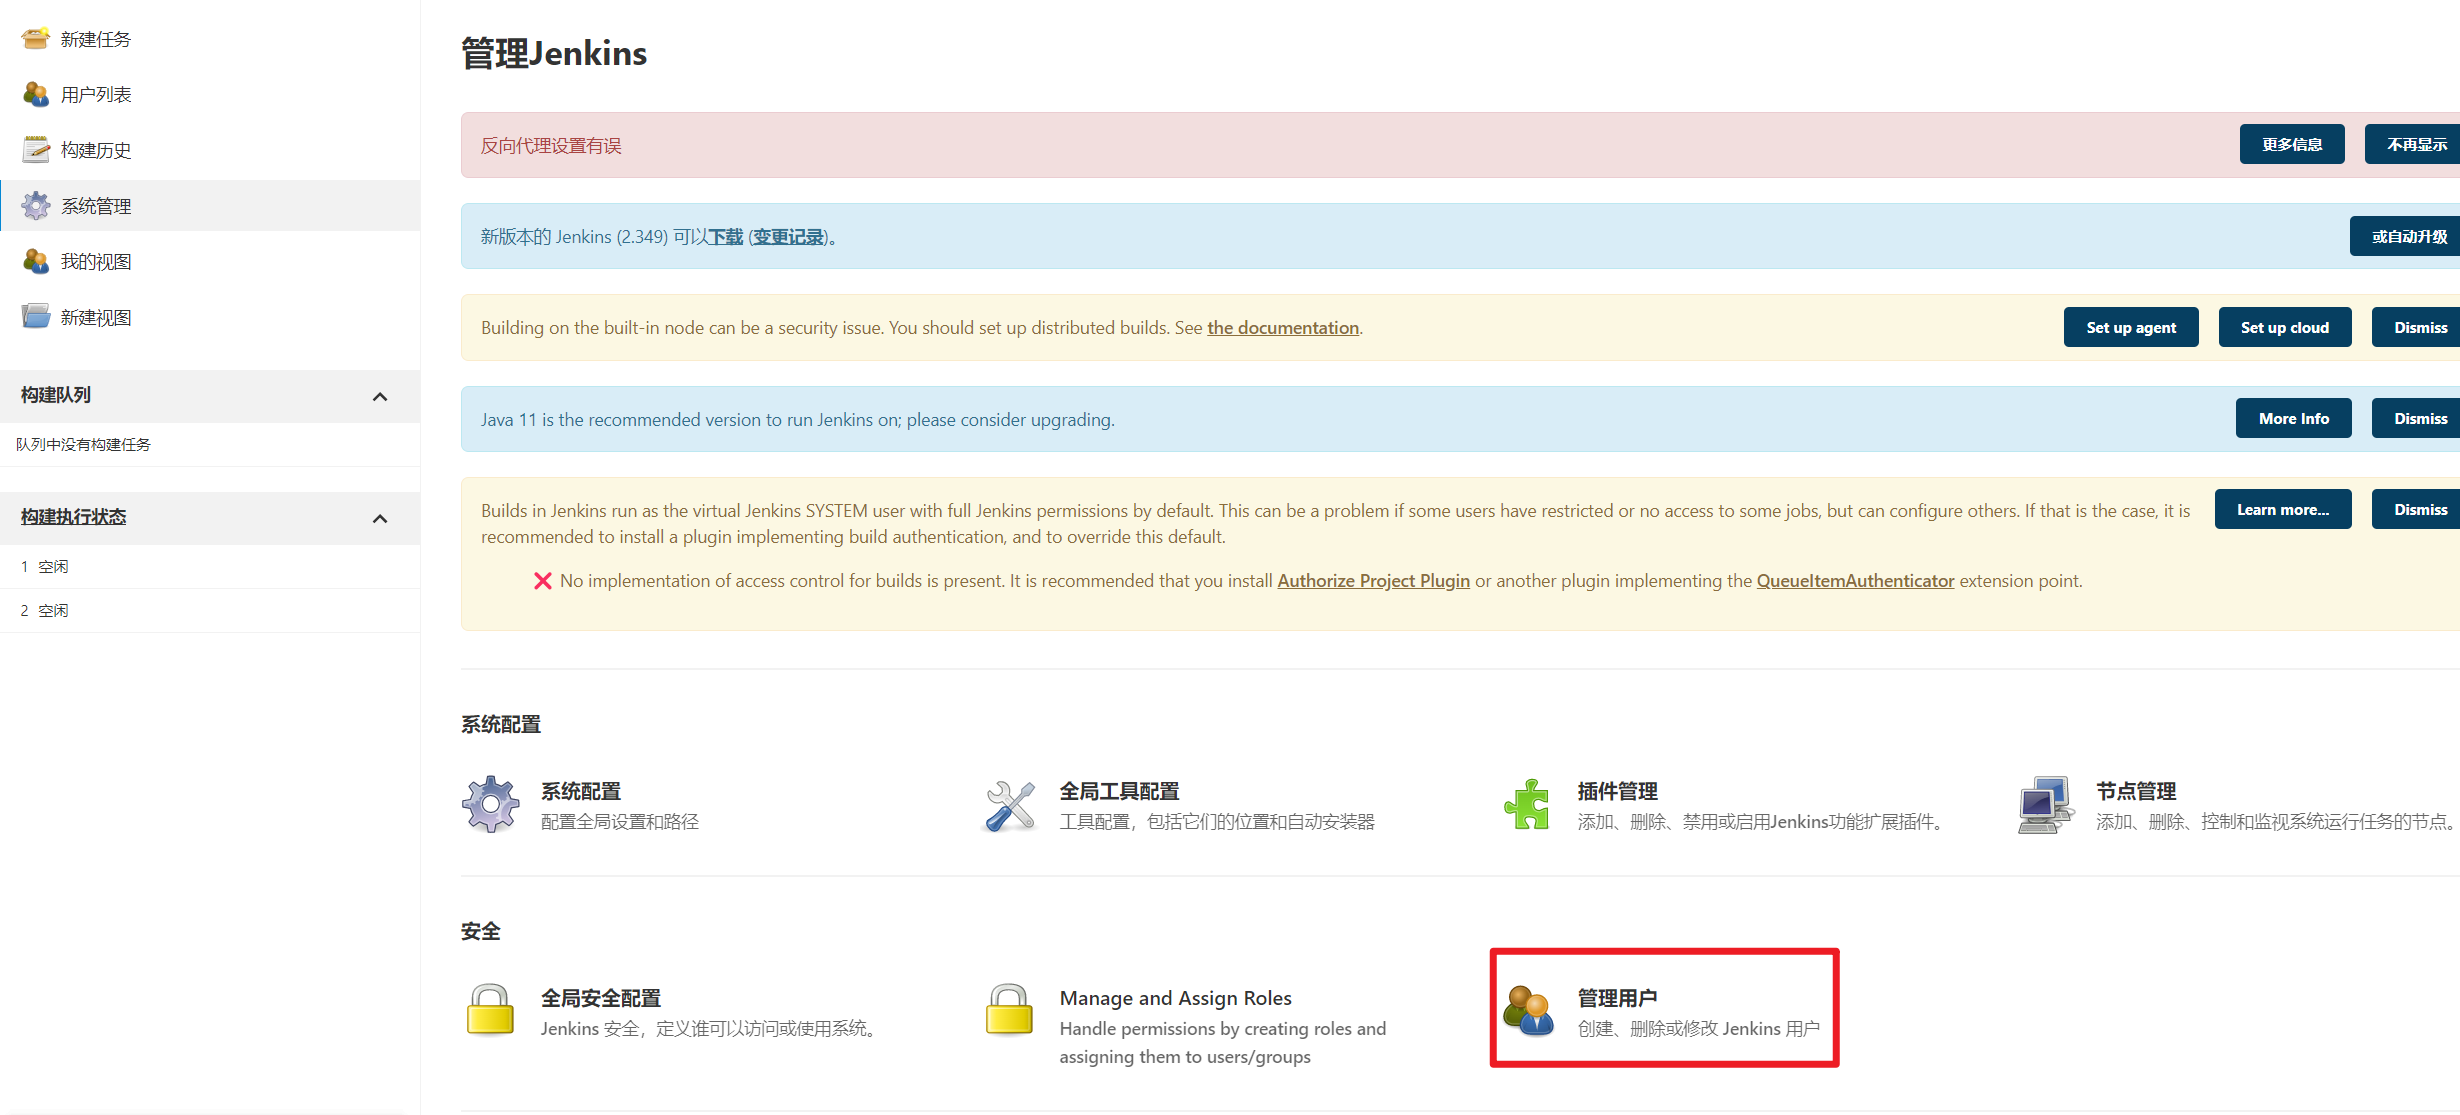 新建任务
用户列表
构建历史
系统管理
我的视图
新建视图
构建队列
队列中没有构建任务
构建执行状态
1 空闲
2 空闲
管理Jenkins
反向代理设置有误
更多信息
不再显示
新版本的 Jenkins (2.349) 可以下载 (变更记录)。
或自动升级
Building on the built-in node can be a security issue. You should set up distributed builds. See the documentation.
Set up agent
Set up cloud
Dismiss
Java 11 is the recommended version to run Jenkins on; please consider upgrading.
More Info
Dismiss
Builds in Jenkins run as the virtual Jenkins SYSTEM user with full Jenkins permissions by default. This can be a problem if some users have restricted or no access to some jobs, but can configure others. If that is the case, it is
recommended to install a plugin implementing build authentication, and to override this default.
Learn more...
Dismiss
No implementation of access control for builds is present. It is recommended that you install Authorize Project Plugin or another plugin implementing the QueueItemAuthenticator extension point.
系统配置
系统配置
配置全局设置和路径
全局工具配置
工具配置，包括它们的位置和自动安装器
插件管理
添加、删除、禁用或启用Jenkins功能扩展插件。
节点管理
添加、删除、控制和监视系统运行任务的节点。
安全
全局安全配置
Jenkins 安全，定义谁可以访问或使用系统。
Manage and Assign Roles
Handle permissions by creating roles and
assigning them to users/groups
管理用户
创建、删除或修改 Jenkins 用户